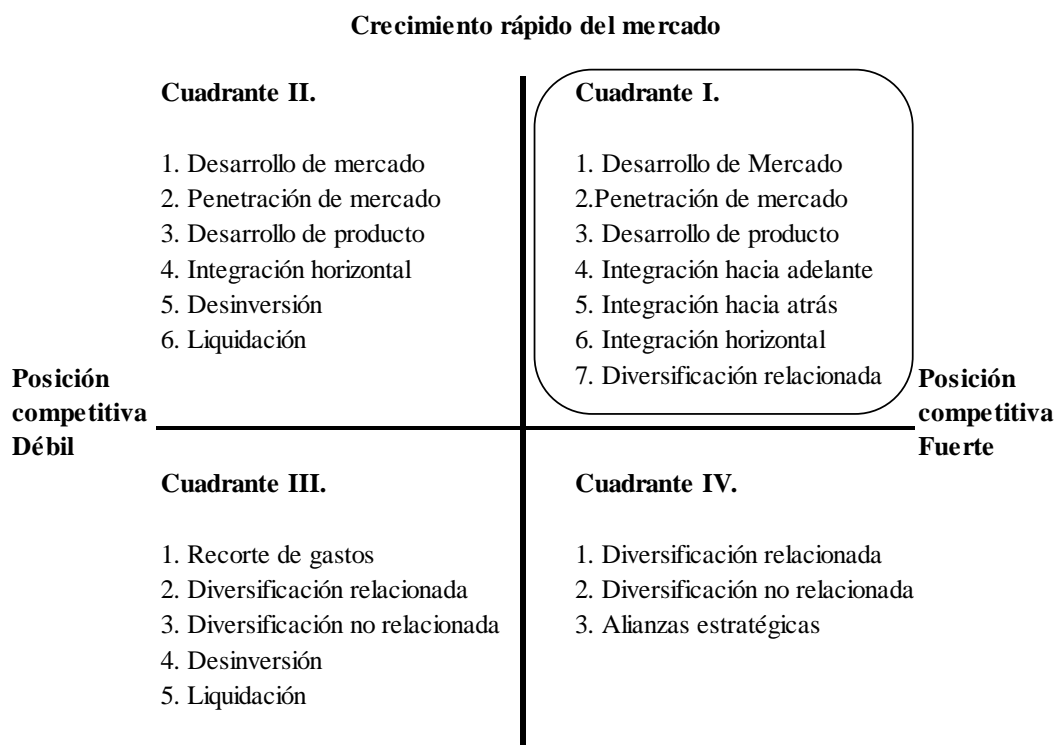 Crecimiento rápido del mercado
Cuadrante II.
1. Desarrollo de mercado
2. Penetración de mercado
3. Desarrollo de producto
4. Integración horizontal
5. Desinversión
6. Liquidación
Cuadrante I.
1. Desarrollo de Mercado
2.Penetración de mercado
3. Desarrollo de producto
4. Integración hacia adelante
5. Integración hacia atrás
6. Integración horizontal
7. Diversificación relacionada
Posición
competitiva
Débil
Posición
competitiva
Fuerte
Cuadrante III.
1. Recorte de gastos
2. Diversificación relacionada
3. Diversificación no relacionada
4. Desinversión
5. Liquidación
Cuadrante IV.
1. Diversificación relacionada
2. Diversificación no relacionada
3. Alianzas estratégicas